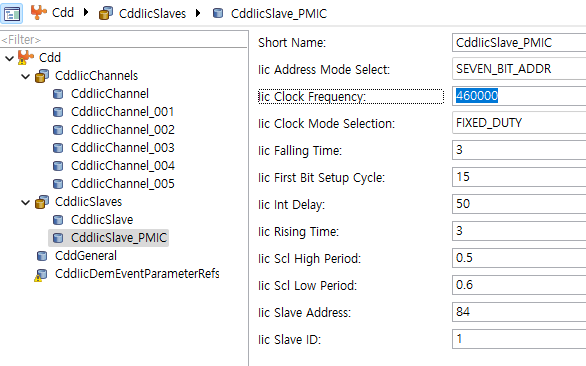 Cdd CddIicSlaves CddIicSlave_PMIC
<Filter>
Cdd
CddIicChannels
CddIicChannel
CddIicChannel_001
CddIicChannel_002
CddIicChannel_003
CddIicChannel_004
CddIicChannel_005
CddIicSlaves
CddIicSlave
CddIicSlave_PMIC
CddGeneral
CddIicDemEventParameterRefs
Short Name: CddIicSlave_PMIC
Iic Address Mode Select: SEVEN_BIT_ADDR
Iic Clock Frequency: 460000
Iic Clock Mode Selection: FIXED_DUTY
Iic Falling Time: 3
Iic First Bit Setup Cycle: 15
Iic Int Delay: 50
Iic Rising Time: 3
Iic Scl High Period: 0.5
Iic Scl Low Period: 0.6
Iic Slave Address: 84
Iic Slave ID: 1